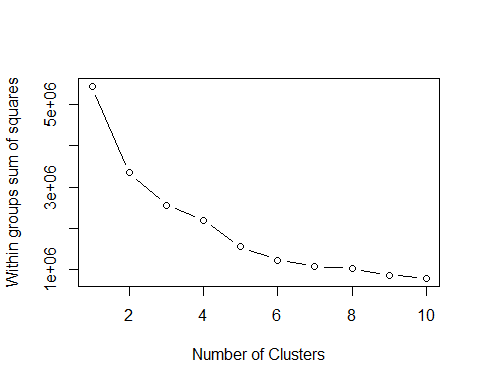 Within groups sum of squares
5e+06
3e+06
1e+06
2 4 6 8 10
Number of Clusters